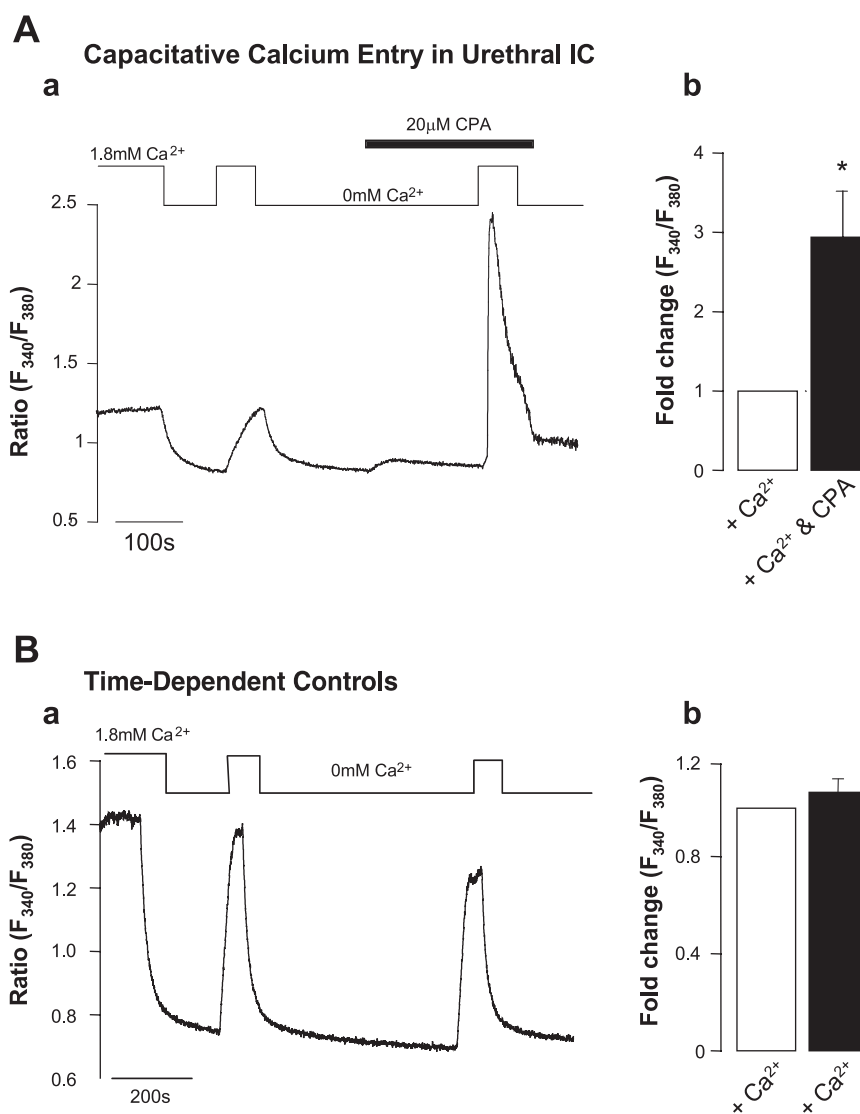 A
Capacitative Calcium Entry in Urethral IC
a
20µM CPA
1.8mM Ca²⁺
0mM Ca²⁺
2.5
2
1.5
1
0.5
Ratio (F₃₄₀/F₃₈₀)
100s
b
5
4
3
2
1
0
Fold change (F₃₄₀/F₃₈₀)
*
+ Ca²⁺
+ Ca²⁺ & CPA
B
Time-Dependent Controls
a
1.8mM Ca²⁺
0mM Ca²⁺
1.6
1.4
1.2
1.0
0.8
0.6
Ratio (F₃₄₀/F₃₈₀)
200s
b
1.2
0.8
0.4
0
Fold change (F₃₄₀/F₃₈₀)
+ Ca²⁺
+ Ca²⁺